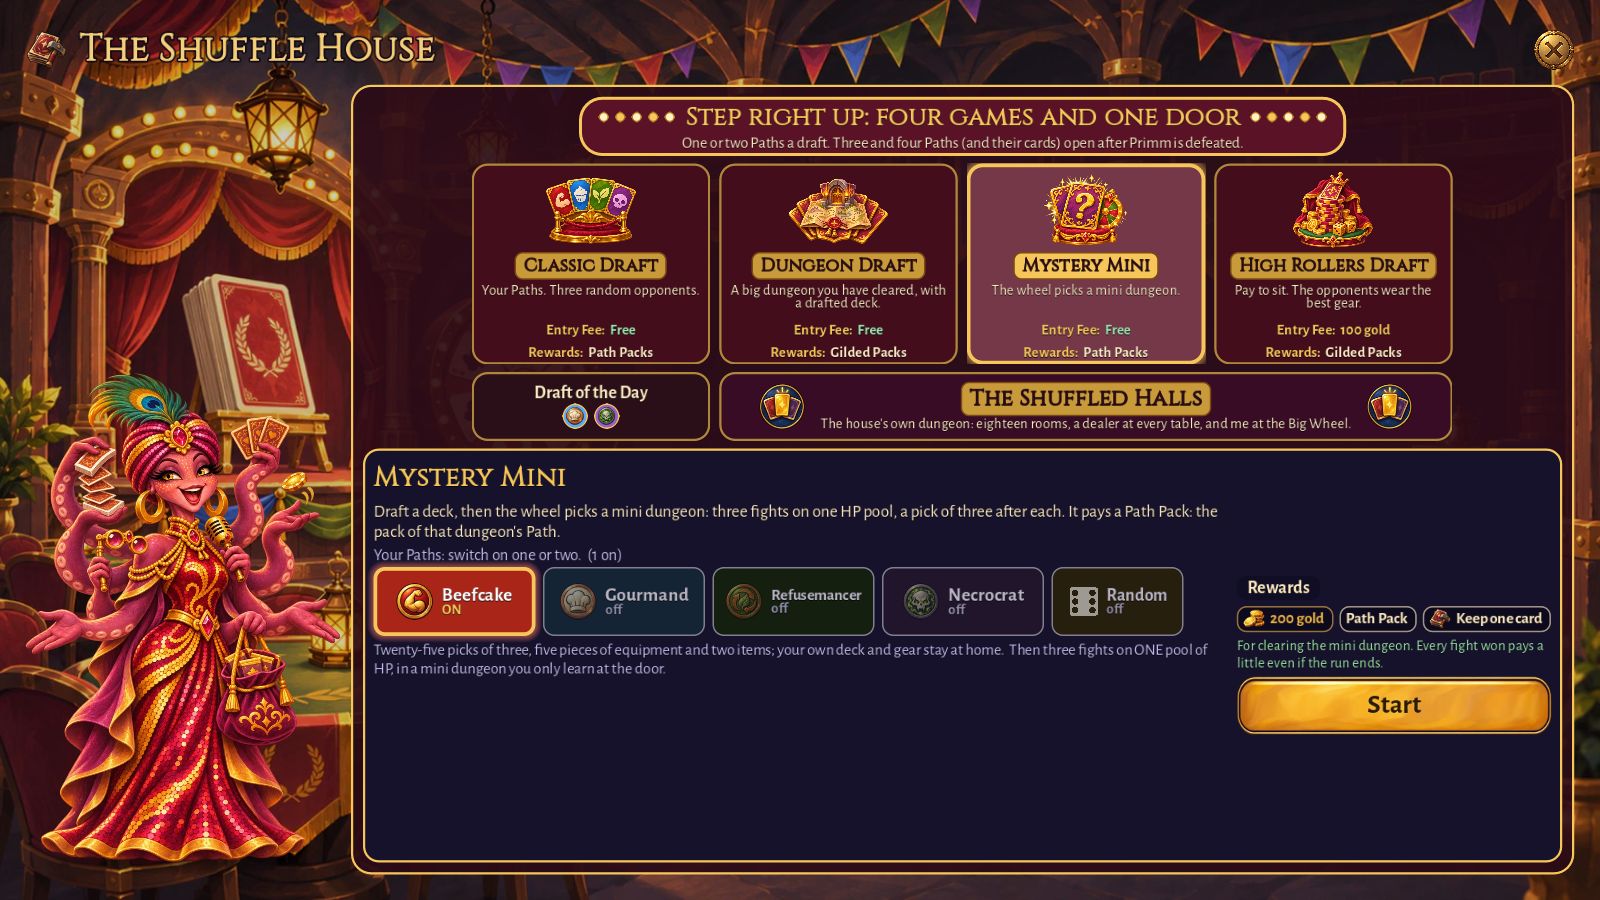 The Shuffle House
Step right up: four games and one door
One or two Paths a draft. Three and four Paths (and their cards) open after Primm is defeated.
Classic Draft
Your Paths. Three random opponents.
Entry Fee: Free
Rewards: Path Packs
Dungeon Draft
A big dungeon you have cleared, with
a drafted deck.
Entry Fee: Free
Rewards: Gilded Packs
?
Mystery Mini
The wheel picks a mini dungeon.
Entry Fee: Free
Rewards: Path Packs
High Rollers Draft
Pay to sit. The opponents wear the
best gear.
Entry Fee: 100 gold
Rewards: Gilded Packs
Draft of the Day
The Shuffled Halls
The house's own dungeon: eighteen rooms, a dealer at every table, and me at the Big Wheel.
Mystery Mini
Draft a deck, then the wheel picks a mini dungeon: three fights on one HP pool, a pick of three after each. It pays a Path Pack: the
pack of that dungeon's Path.
Your Paths: switch on one or two. (1 on)
Beefcake
ON
Gourmand
off
Refusemancer
off
Necrocrat
off
Random
off
Twenty-five picks of three, five pieces of equipment and two items; your own deck and gear stay at home. Then three fights on ONE pool of
HP, in a mini dungeon you only learn at the door.
Rewards
200 gold
Path Pack
Keep one card
For clearing the mini dungeon. Every fight won pays a
little even if the run ends.
Start